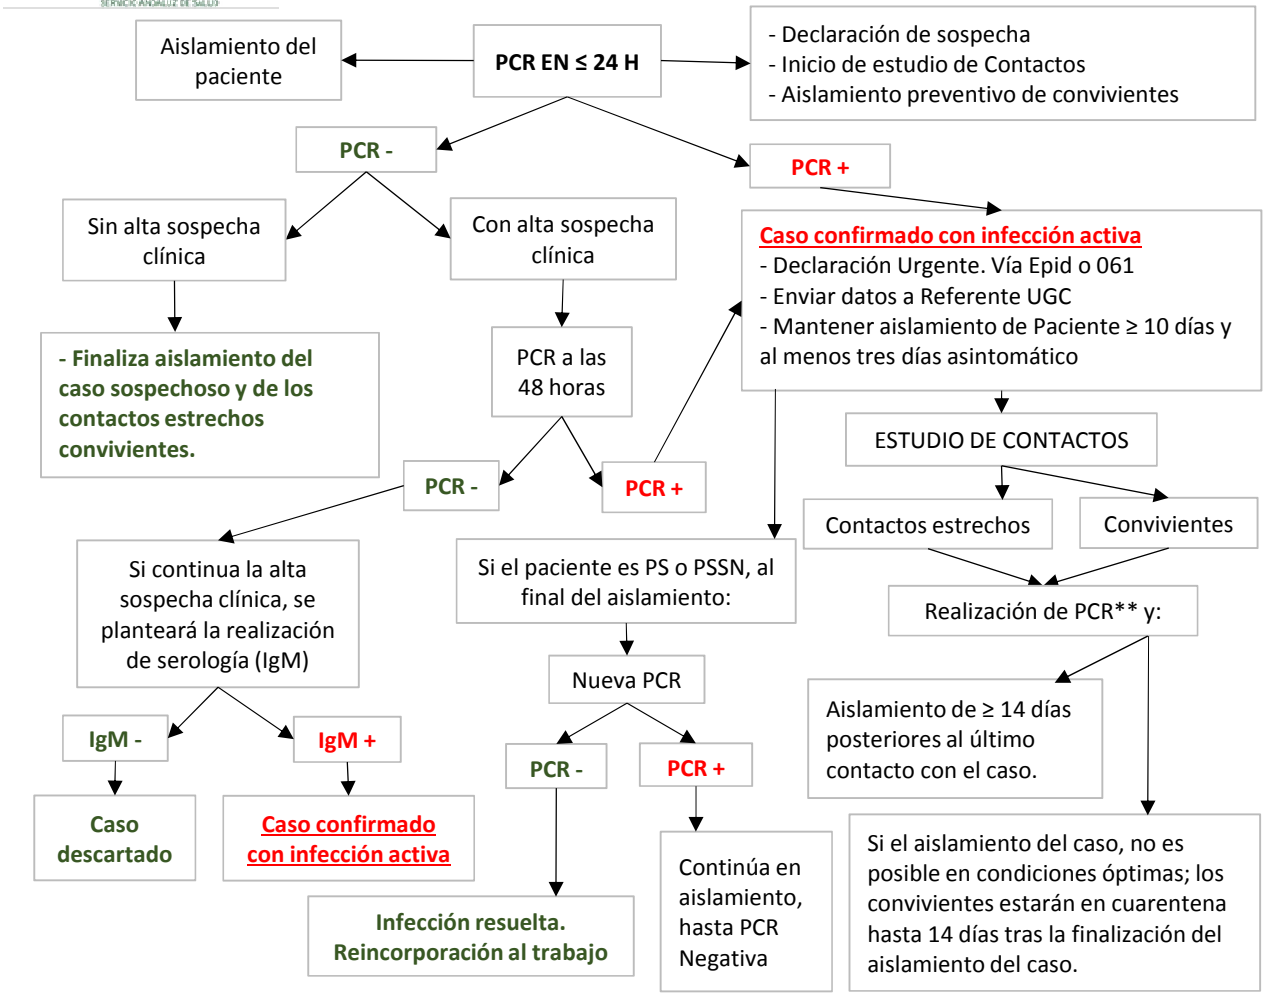 SERVICIO ANDALUZ DE SALUD
Aislamiento del
paciente
PCR EN ≤ 24 H
- Declaración de sospecha
- Inicio de estudio de Contactos
- Aislamiento preventivo de convivientes
PCR -
PCR +
Sin alta sospecha
clínica
Con alta sospecha
clínica
Caso confirmado con infección activa
- Declaración Urgente. Vía Epid o 061
- Enviar datos a Referente UGC
- Mantener aislamiento de Paciente ≥ 10 días y
al menos tres días asintomático
- Finaliza aislamiento del
caso sospechoso y de los
contactos estrechos
convivientes.
PCR a las
48 horas
ESTUDIO DE CONTACTOS
PCR -
PCR +
Contactos estrechos
Convivientes
Si continua la alta
sospecha clínica, se
planteará la realización
de serología (IgM)
Si el paciente es PS o PSSN, al
final del aislamiento:
Realización de PCR** y:
Nueva PCR
IgM -
IgM +
PCR -
PCR +
Aislamiento de ≥ 14 días
posteriores al último
contacto con el caso.
Caso
descartado
Caso confirmado
con infección activa
Infección resuelta.
Reincorporación al trabajo
Continúa en
aislamiento,
hasta PCR
Negativa
Si el aislamiento del caso, no es
posible en condiciones óptimas; los
convivientes estarán en cuarentena
hasta 14 días tras la finalización del
aislamiento del caso.